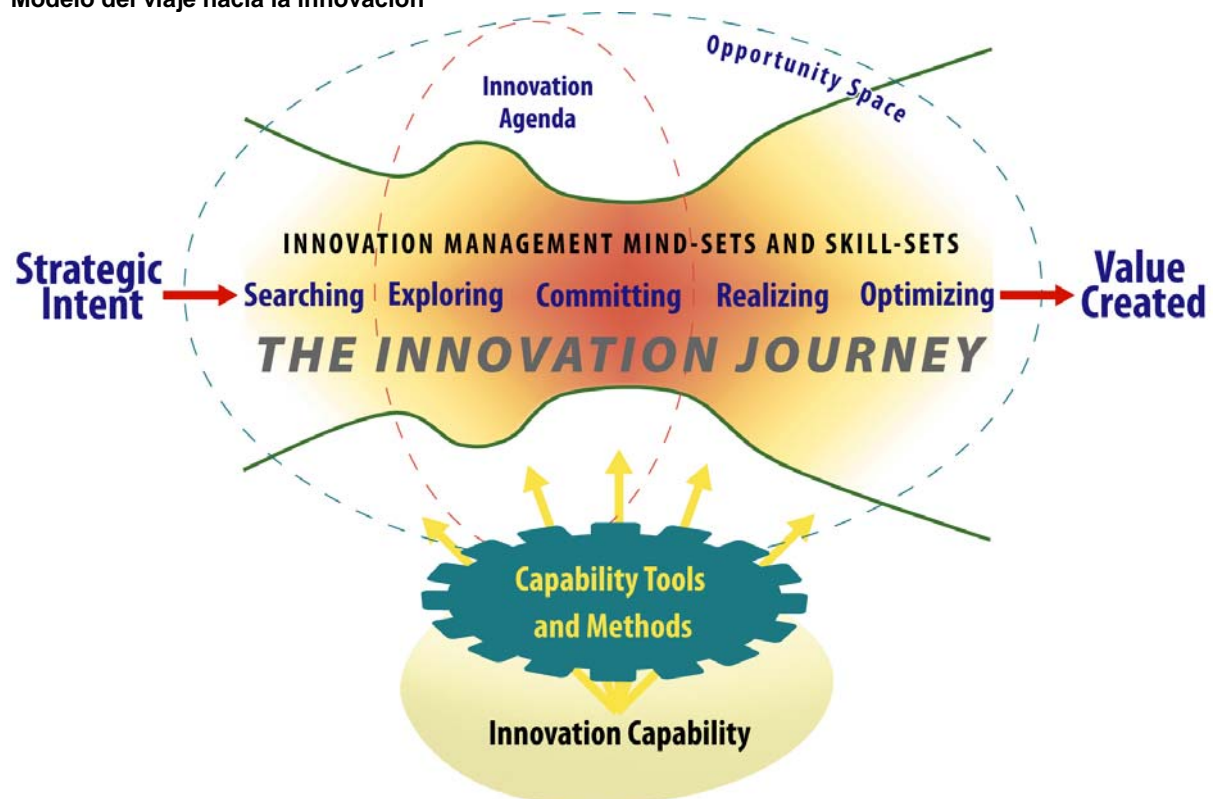 Modelo del viaje hacia la innovación
Opportunity Space
Innovation
Agenda
INNOVATION MANAGEMENT MIND-SETS AND SKILL-SETS
Strategic
Intent
Searching
Exploring
Committing
Realizing
Optimizing
Value
Created
THE INNOVATION JOURNEY
Capability Tools
and Methods
Innovation Capability